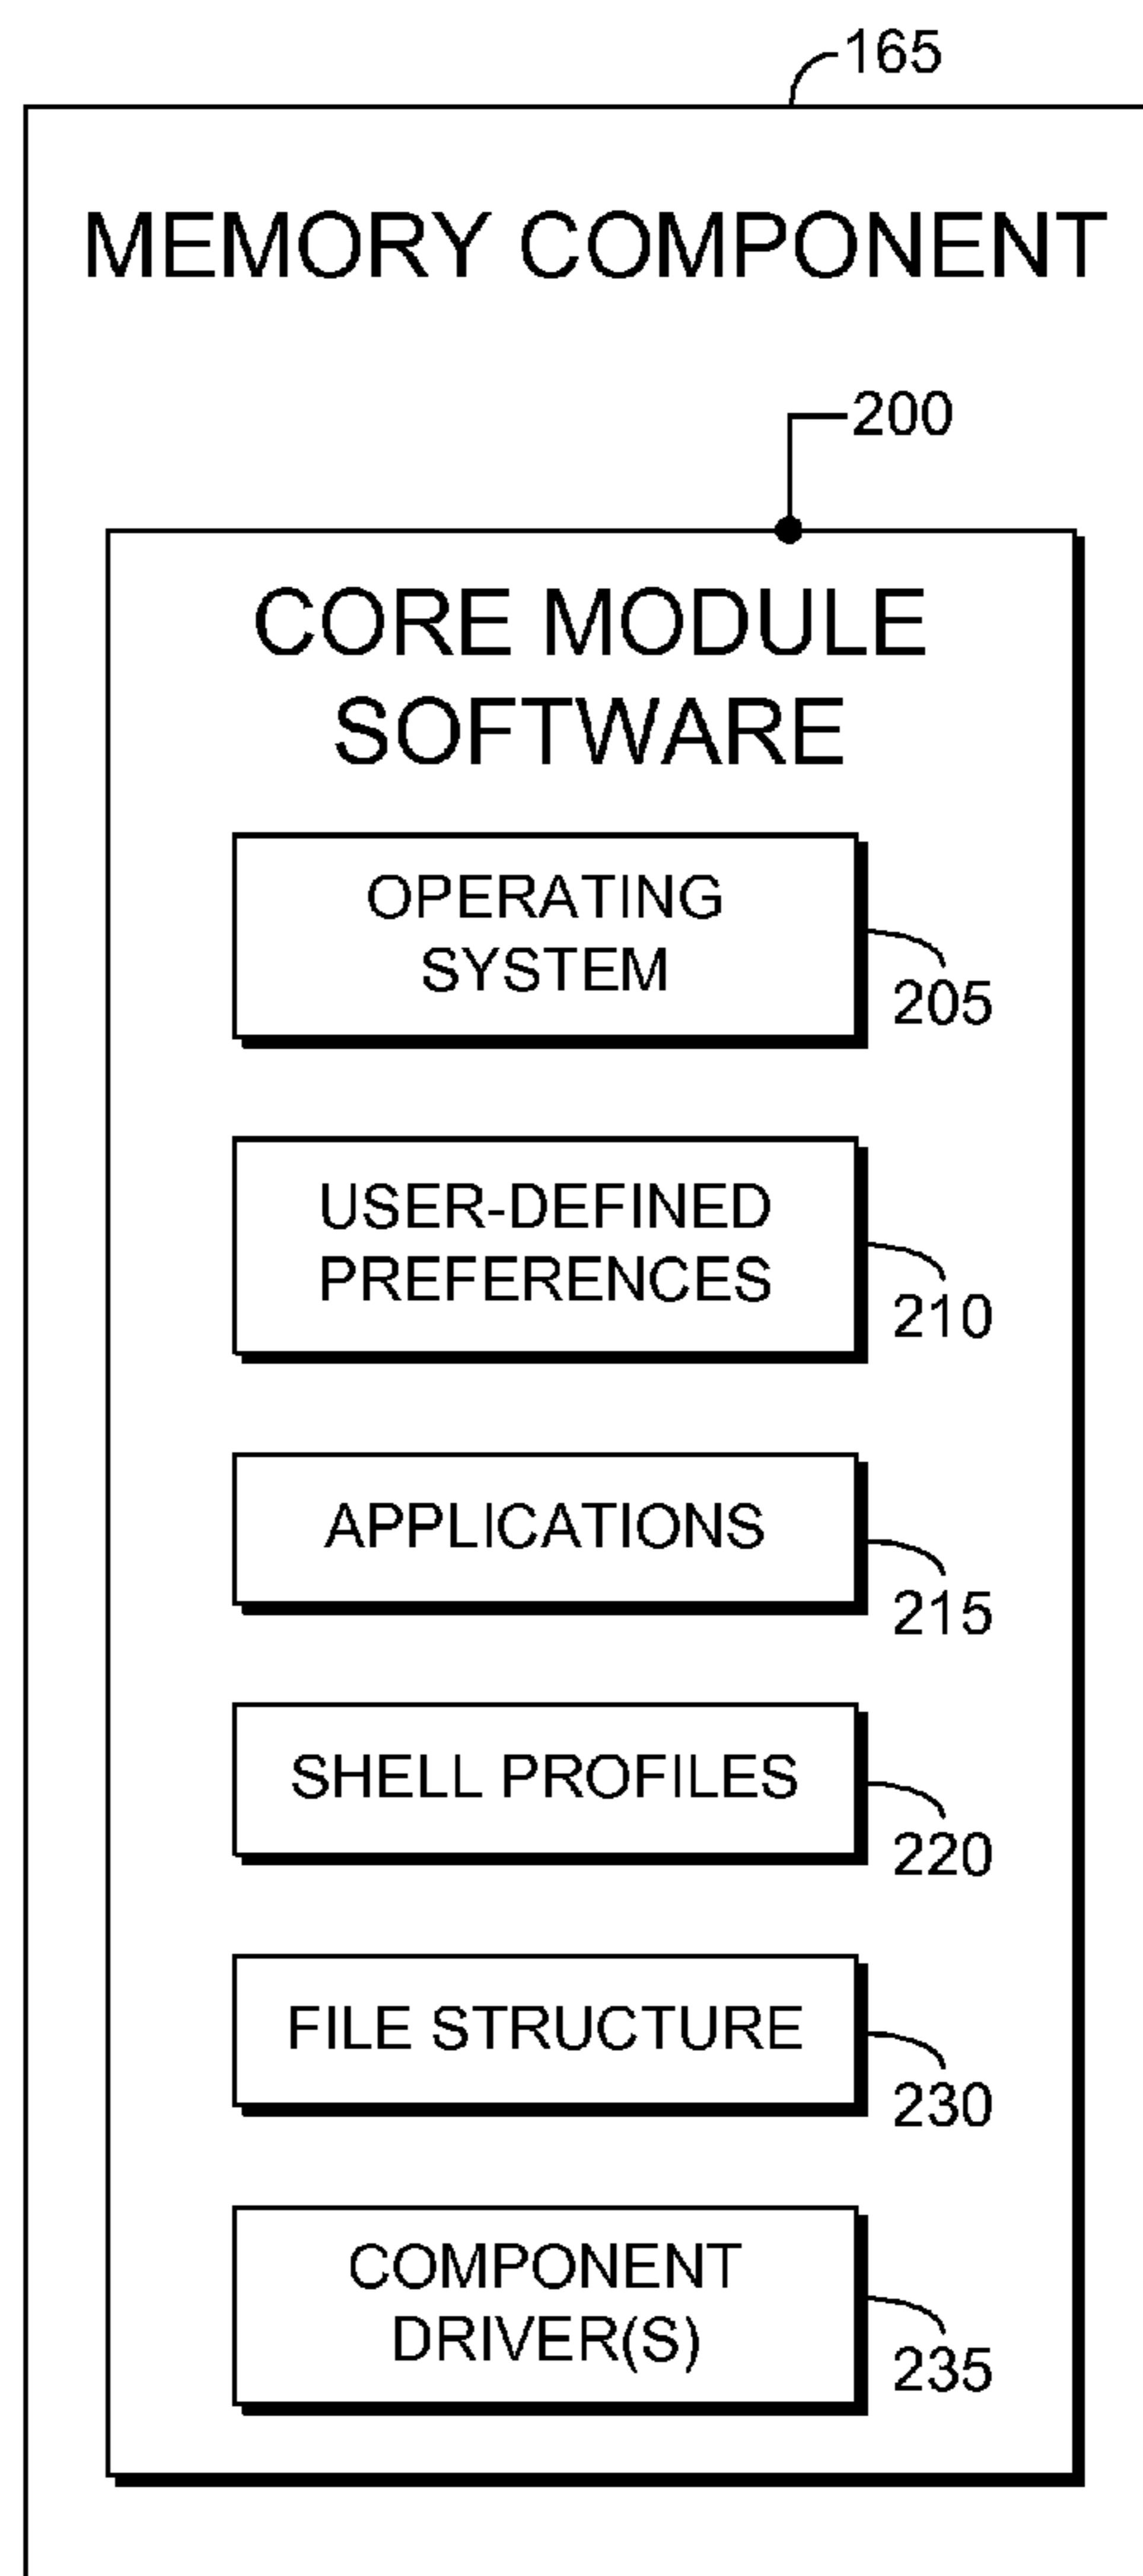 165
MEMORY COMPONENT
200
CORE MODULE
SOFTWARE
OPERATING
SYSTEM
205
USER-DEFINED
PREFERENCES
210
APPLICATIONS
215
SHELL PROFILES
220
FILE STRUCTURE
230
COMPONENT
DRIVER(S)
235